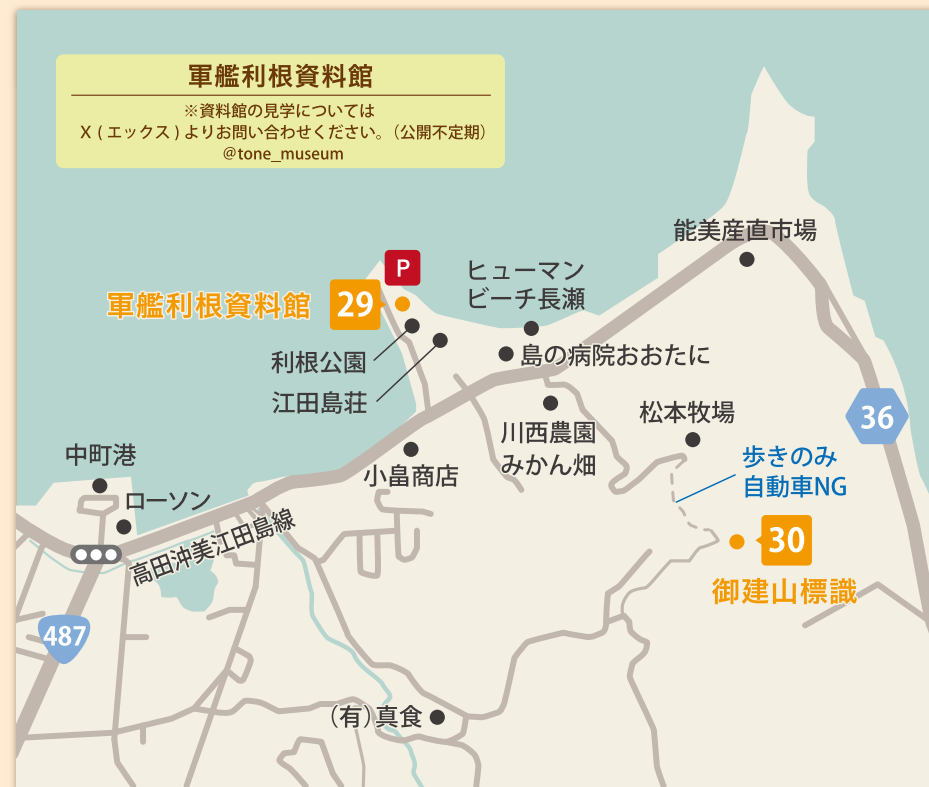 軍艦利根資料館
※資料館の見学については
X(エックス)よりお問い合わせください。(公開不定期)
@tone_museum
能美産直市場
P
ヒューマン
ビーチ長瀬
軍艦利根資料館
29
利根公園
島の病院おおたに
江田島荘
松本牧場
36
川西農園
みかん畑
小畠商店
中町港
歩きのみ
自動車NG
ローソン
高田沖美江田島線
30
御建山標識
487
(有)真食